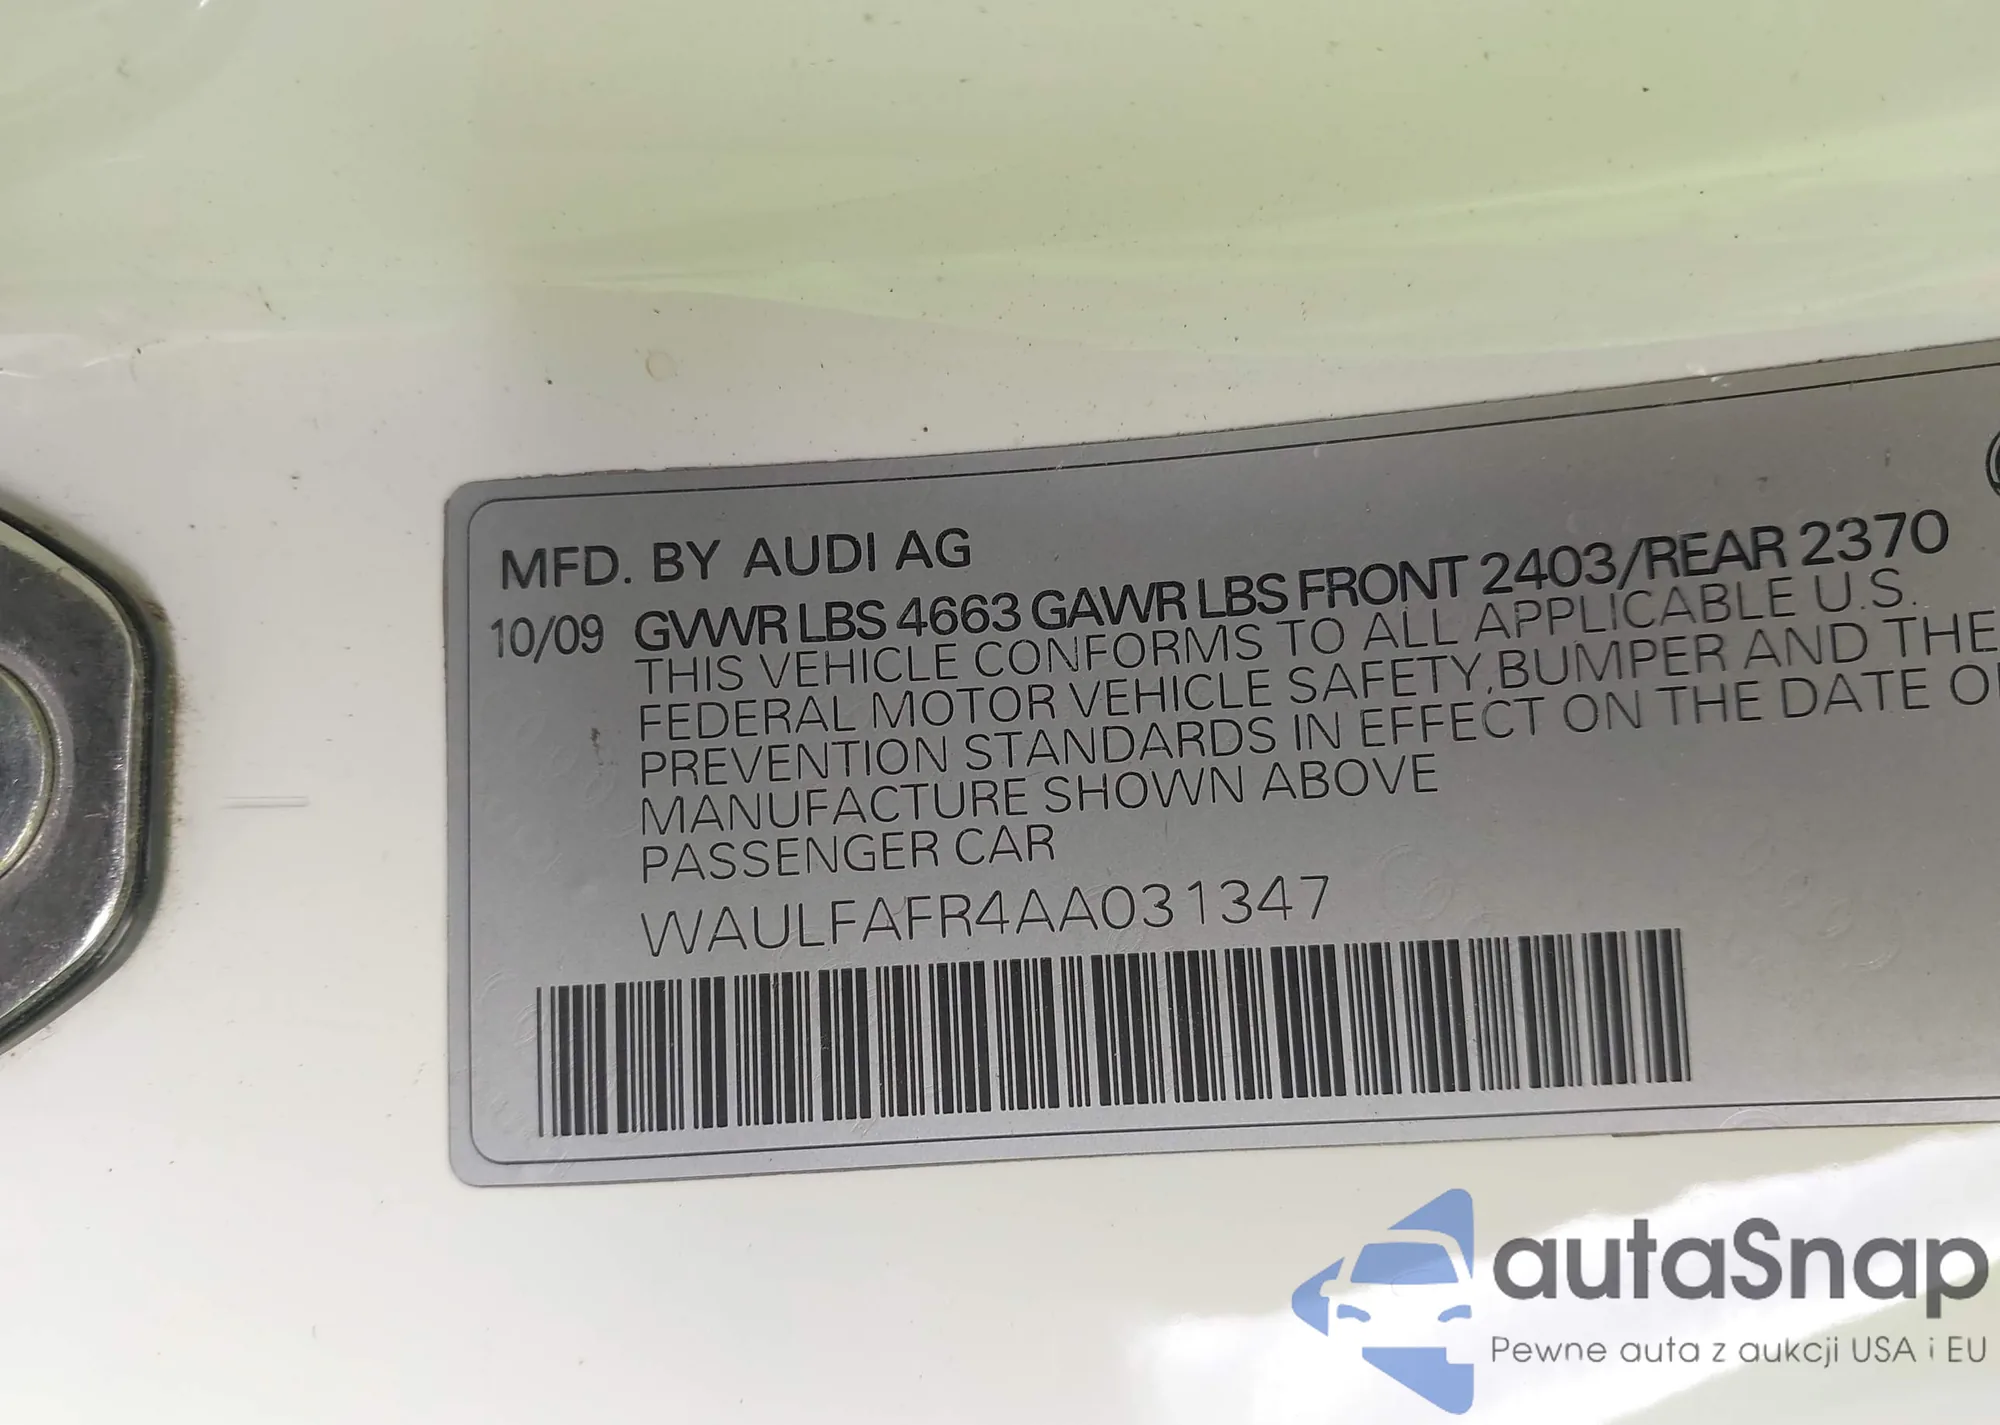 MFD. BY AUDI AG
10/09 GVWR LBS 4663 GAWR LBS FRONT 2403/REAR 2370
THIS VEHICLE CONFORMS TO ALL APPLICABLE U.S.
FEDERAL MOTOR VEHICLE SAFETY, BUMPER AND THE
PREVENTION STANDARDS IN EFFECT ON THE DATE
MANUFACTURE SHOWN ABOVE
PASSENGER CAR
WAULFAFR4AA031347
autaSnap
Pewne auta z aukcji USA i EU